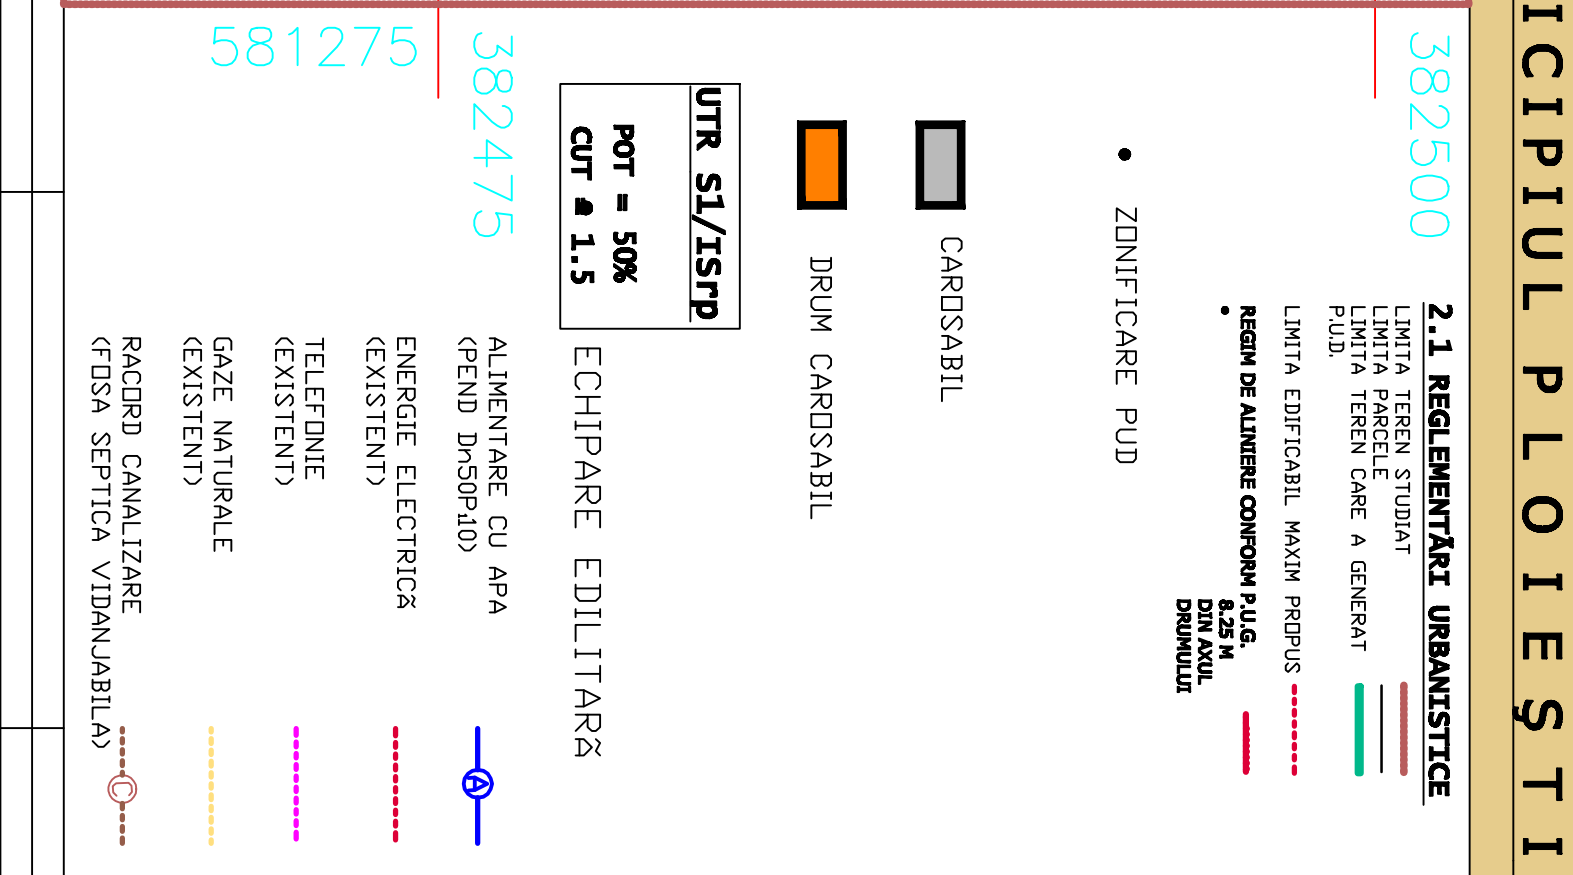 ICIPIUL PLOIEŞTI
382500
2.1 REGLEMENTĂRI URBANISTICE
LIMITA TEREN STUDIAT
LIMITA PARCELE
LIMITA TEREN CARE A GENERAT
P.U.D.
LIMITA EDIFICABIL MAXIM PROPUS
REGIM DE ALINIERE CONFORM P.U.G.
8.25 M
DIN AXUL
DRUMULUI
• ZONIFICARE PUD
CAROSABIL
DRUM CAROSABIL
UTR S1/ISrp
POT = 50%
CUT 1.5
ECHIPARE EDILITARĂ
382475
581275
ALIMENTARE CU APA
(PEND Dn50P10)
A
ENERGIE ELECTRICĂ
(EXISTENT)
TELEFONIE
(EXISTENT)
GAZE NATURALE
(EXISTENT)
RACORD CANALIZARE
(FOSA SEPTICA VIDANJABILA)
C